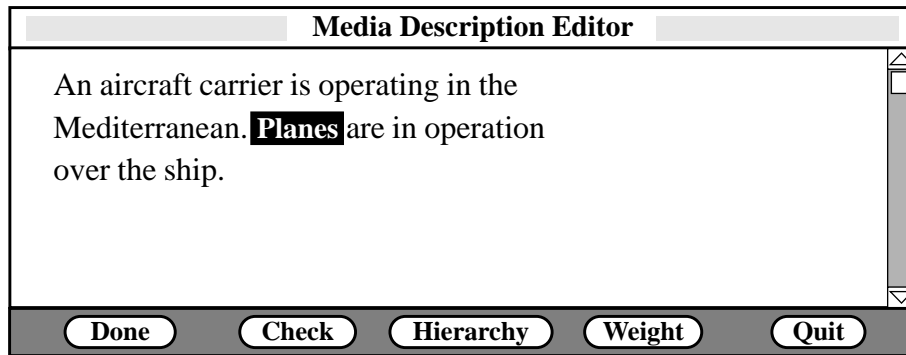 Media Description Editor
An aircraft carrier is operating in the
Mediterranean. Planes are in operation
over the ship.
Done Check Hierarchy Weight Quit